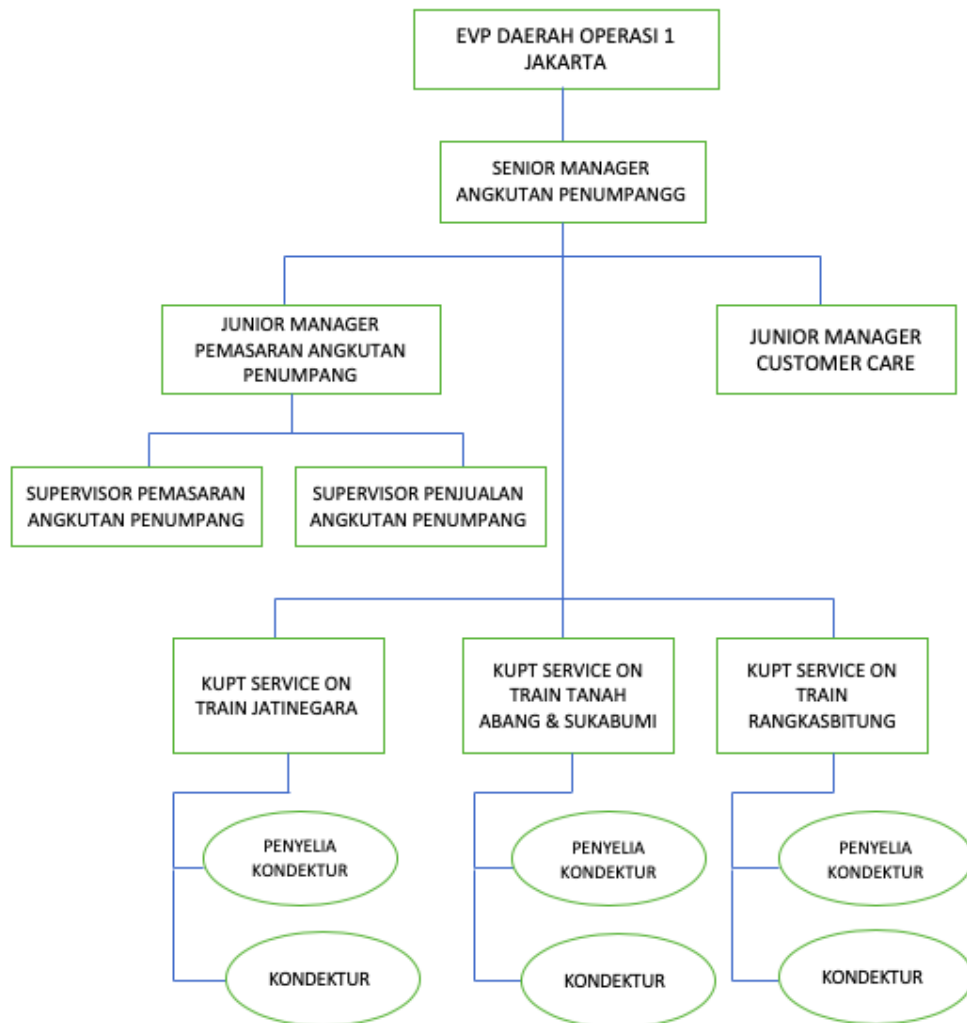 EVP DAERAH OPERASI 1
JAKARTA
SENIOR MANAGER
ANGKUTAN PENUMPANGG
JUNIOR MANAGER
PEMASARAN ANGKUTAN
PENUMPANG
JUNIOR MANAGER
CUSTOMER CARE
SUPERVISOR PEMASARAN
ANGKUTAN PENUMPANG
SUPERVISOR PENJUALAN
ANGKUTAN PENUMPANG
KUPT SERVICE ON
TRAIN JATINEGARA
KUPT SERVICE ON
TRAIN TANAH
ABANG & SUKABUMI
KUPT SERVICE ON
TRAIN
RANGKASBITUNG
PENYELIA
KONDEKTUR
PENYELIA
KONDEKTUR
PENYELIA
KONDEKTUR
KONDEKTUR
KONDEKTUR
KONDEKTUR